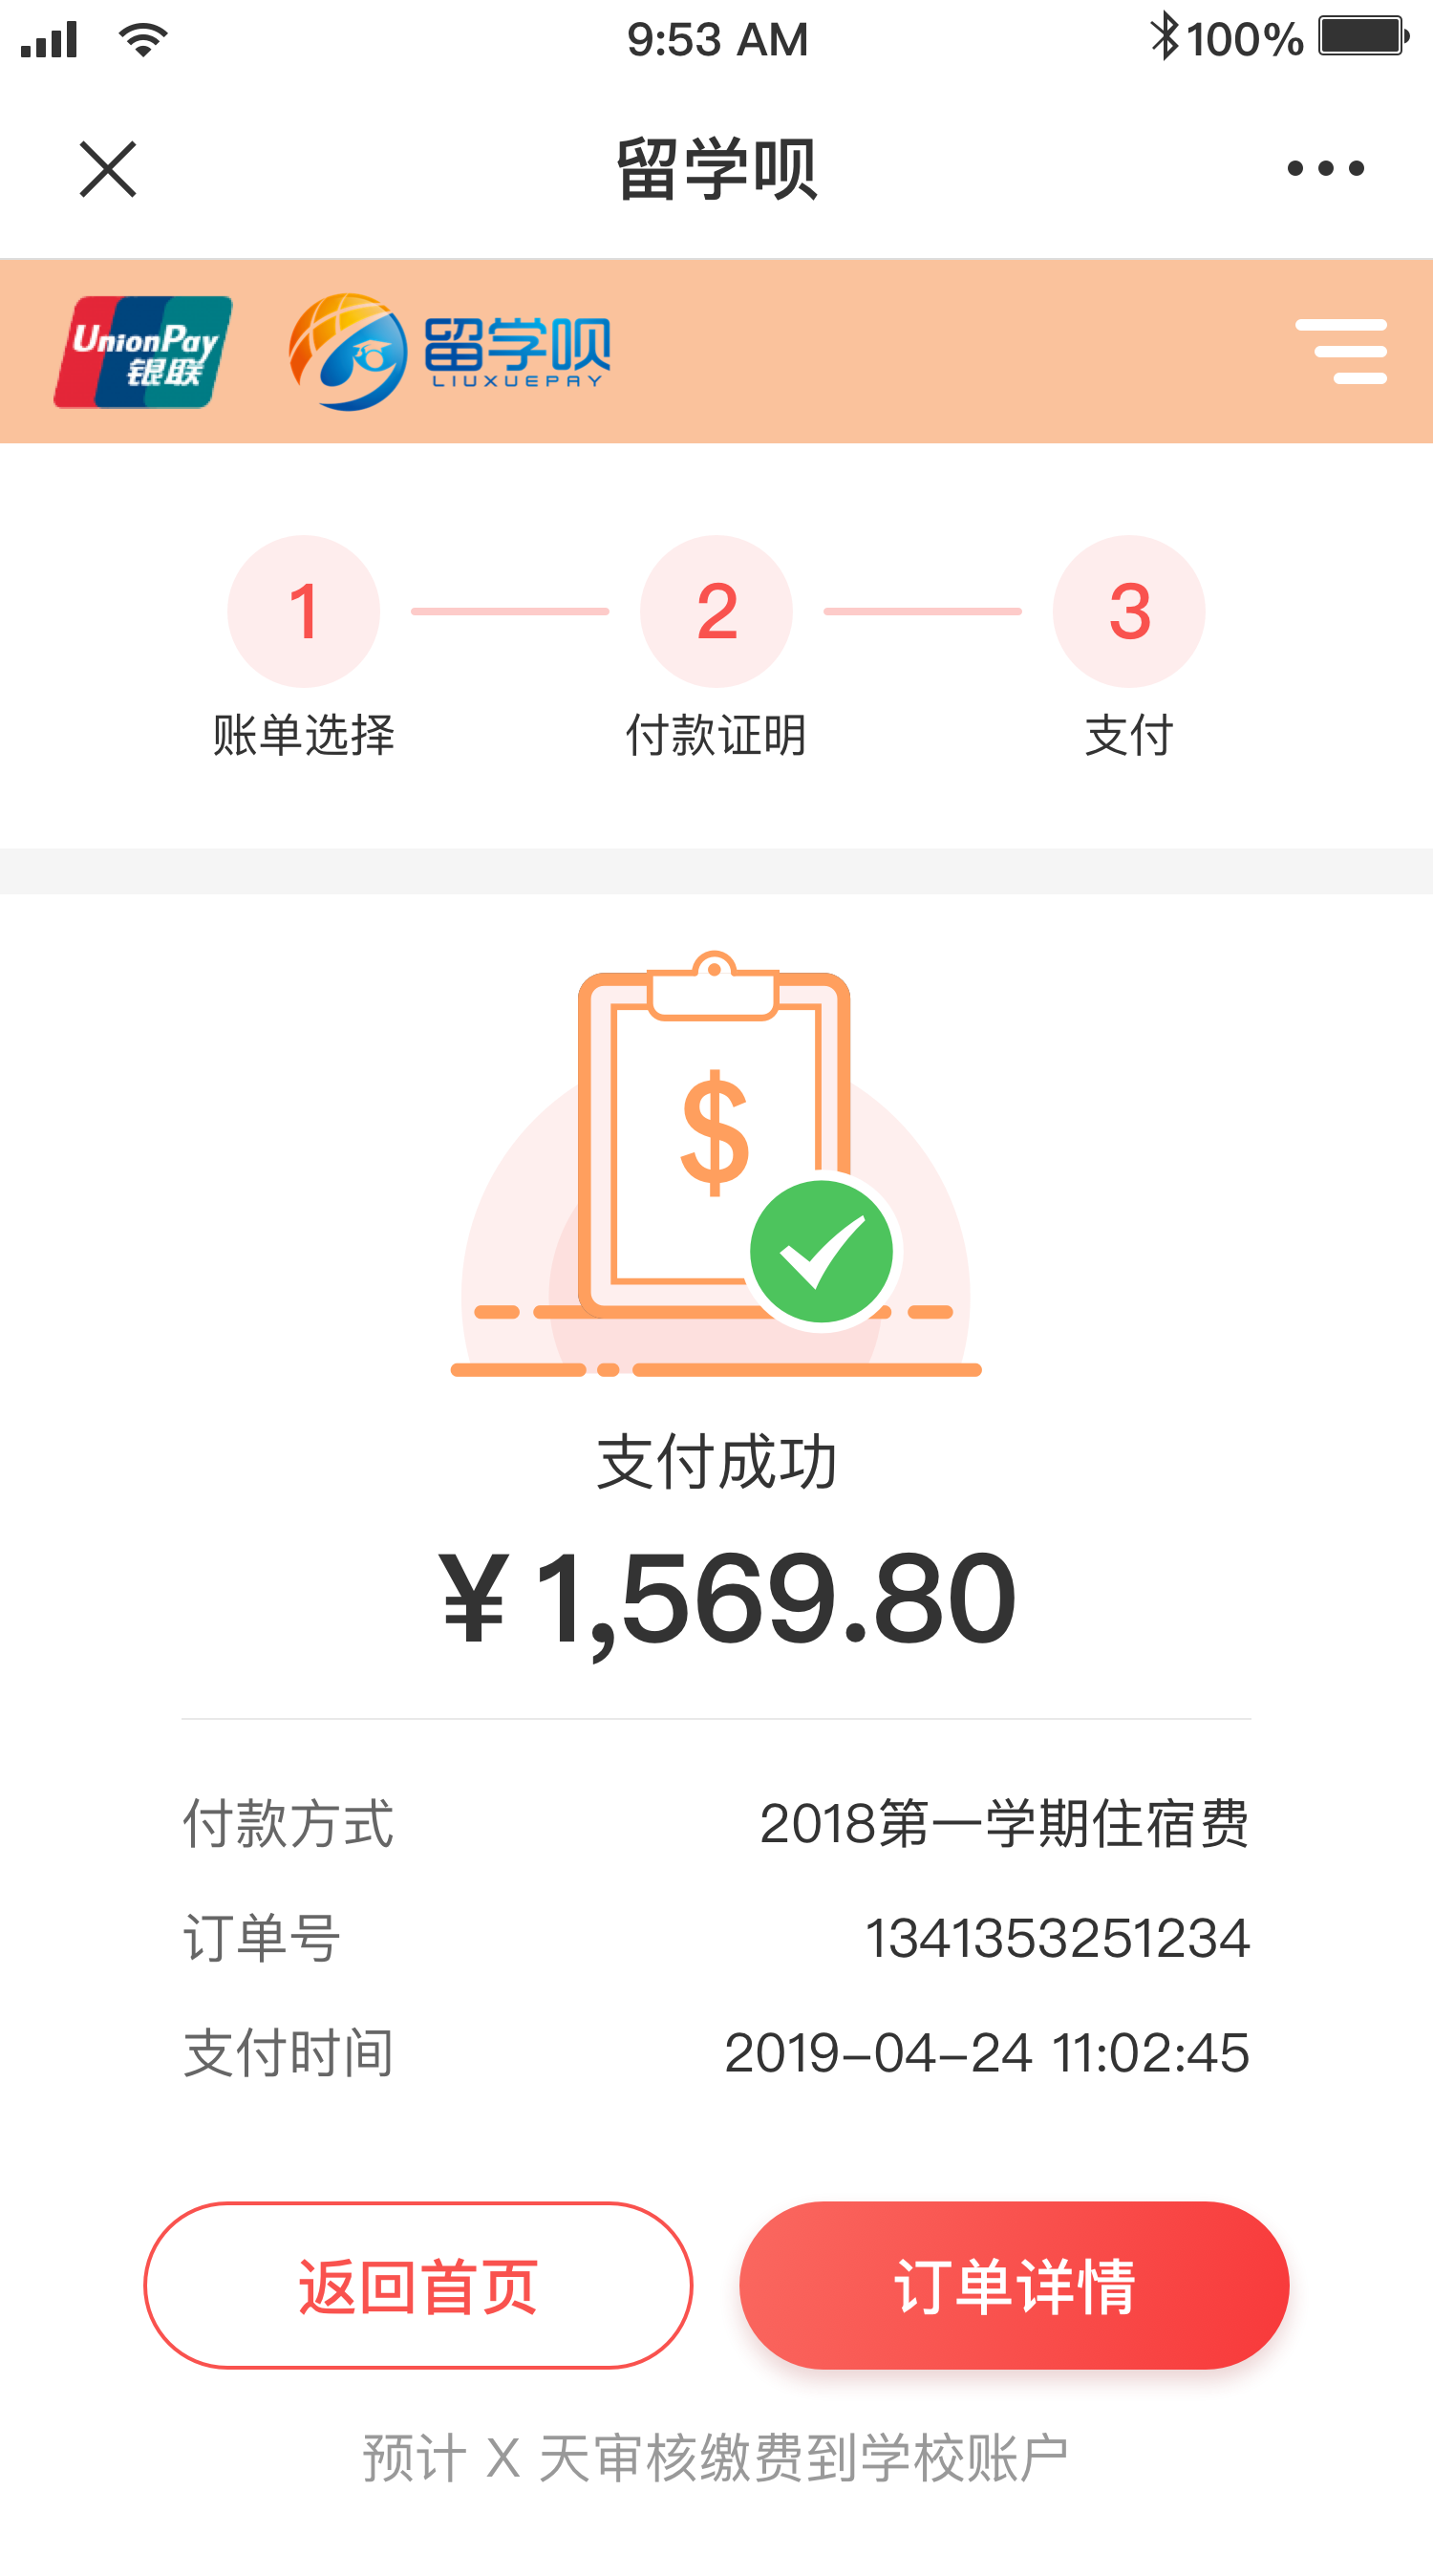 9:53 AM
100%
留学呗
UnionPay
银联
留学呗
LIUXUEPAY
1
2
3
账单选择
付款证明
支付
$
支付成功
¥1,569.80
付款方式
2018第一学期住宿费
订单号
1341353251234
支付时间
2019-04-24 11:02:45
返回首页
订单详情
预计 X 天审核缴费到学校账户